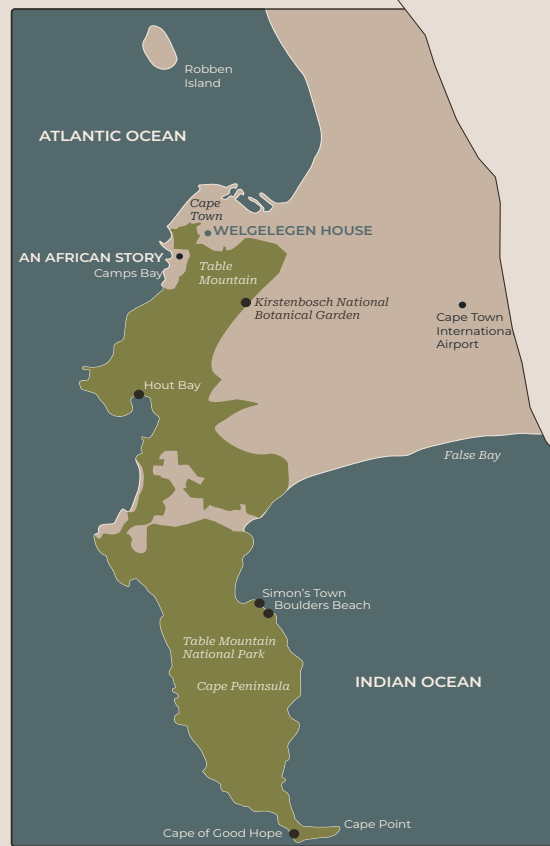 Robben
Island
ATLANTIC OCEAN
Cape
Town
WELGELEGEN HOUSE
AN AFRICAN STORY
Camps Bay
Table
Mountain
Kirstenbosch National
Botanical Garden
Cape Town
Internationa
Airport
Hout Bay
False Bay
Simon’s Town
Boulders Beach
Table Mountain
National Park
Cape Peninsula
INDIAN OCEAN
Cape Point
Cape of Good Hope